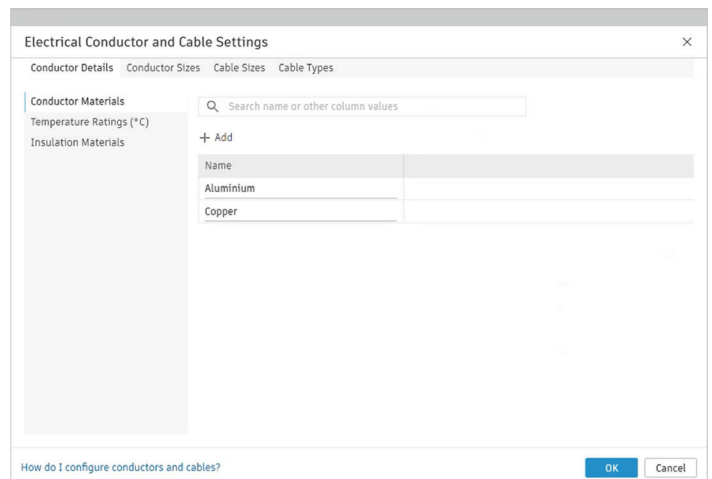 Electrical Conductor and Cable Settings
Conductor Details Conductor Sizes Cable Sizes Cable Types
Conductor Materials
Temperature Ratings (°C)
Insulation Materials
Search name or other column values
+ Add
Name
Aluminium
Copper
How do I configure conductors and cables?
OK Cancel